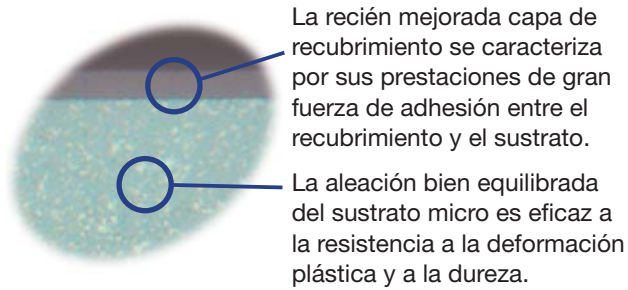 La recién mejorada capa de
recubrimiento se caracteriza
por sus prestaciones de gran
fuerza de adhesión entre el
recubrimiento y el sustrato.
La aleación bien equilibrada
del sustrato micro es eficaz a
la resistencia a la deformación
plástica y a la dureza.